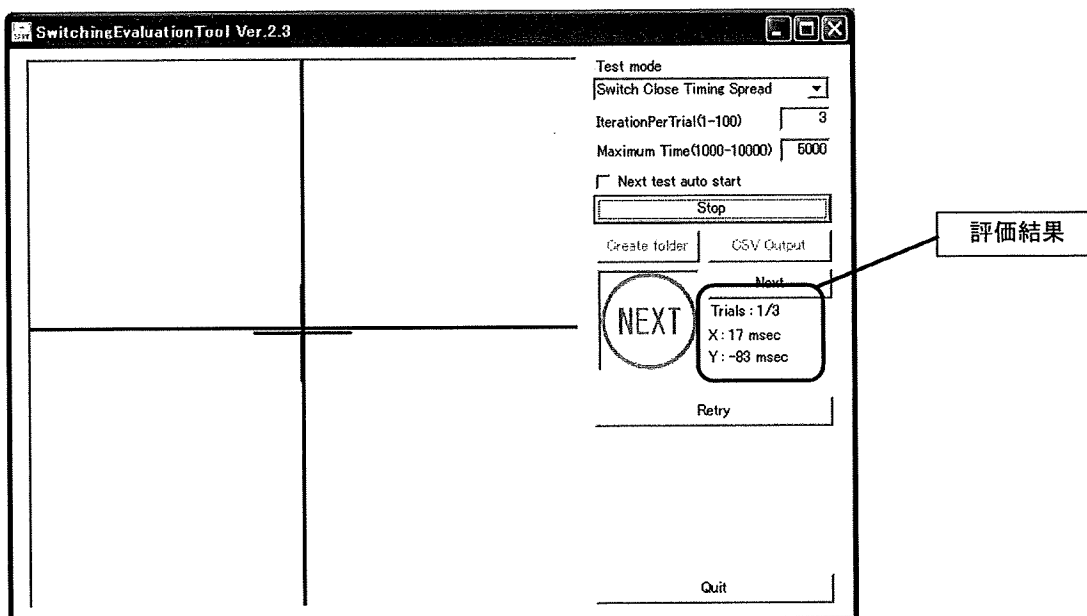 SwitchingEvaluationTool Ver.2.3
Test mode
Switch Close Timing Spread
IterationPerTrial(1-100) 3
Maximum Time(1000-10000) 5000
Next test auto start
Stop
Create folder CSV Output
Next
NEXT
Trials : 1/3
X : 17 msec
Y : -83 msec
Retry
Quit
評価結果